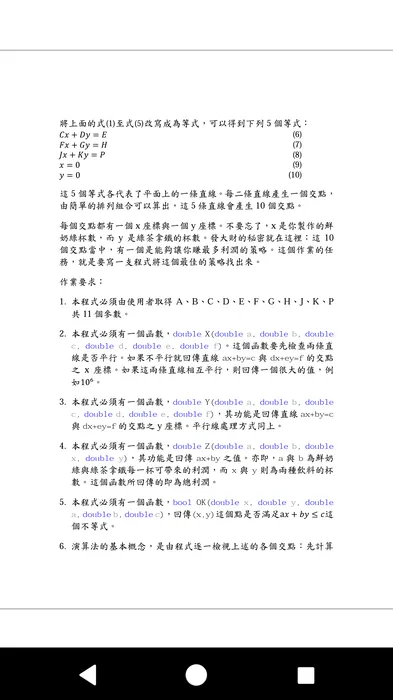 將上面的式(1)至式(5)改寫成為等式，可以得到下列 5 個等式：
Cx + Dy = E (6)
Fx + Gy = H (7)
Jx + Ky = P (8)
x = 0 (9)
y = 0 (10)
這 5 個等式各代表了平面上的一條直線。每二條直線產生一個交點，
由簡單的排列組合可以算出，這 5 條直線會產生 10 個交點。
每個交點都有一個 x 座標與一個 y 座標。不要忘了，x 是你製作的鮮
奶綠杯數，而 y 是綠茶拿鐵的杯數。發大財的秘密就在這裡：這 10
個交點當中，有一個是能夠讓你賺最多利潤的策略。這個作業的任
務，就是要寫一支程式將這個最佳的策略找出來。
作業要求：
1. 本程式必須由使用者取得 A、B、C、D、E、F、G、H、J、K、P
共 11 個參數。
2. 本程式必須有一個函數，double X(double a, double b, double
c, double d, double e, double f)。這個函數要先檢查兩條直
線是否平行。如果不平行就回傳直線 ax+by=c 與 dx+ey=f 的交點
之 x 座標。如果這兩條直線相互平行，則回傳一個很大的值，例
如10⁶。
3. 本程式必須有一個函數，double Y(double a, double b, double
c, double d, double e, double f)，其功能是回傳直線 ax+by=c
與 dx+ey=f 的交點之 y 座標。平行線處理方式同上。
4. 本程式必須有一個函數，double Z(double a, double b, double
x, double y)，其功能是回傳 ax+by 之值。亦即，a 與 b 為鮮奶
綠與綠茶拿鐵每一杯可帶來的利潤，而 x 與 y 則為兩種飲料的杯
數。這個函數所回傳的即為總利潤。
5. 本程式必須有一個函數，bool OK(double x, double y, double
a, double b, double c)，回傳(x,y)這個點是否滿足ax + by ≤ c這
個不等式。
6. 演算法的基本概念，是由程式逐一檢視上述的各個交點：先計算